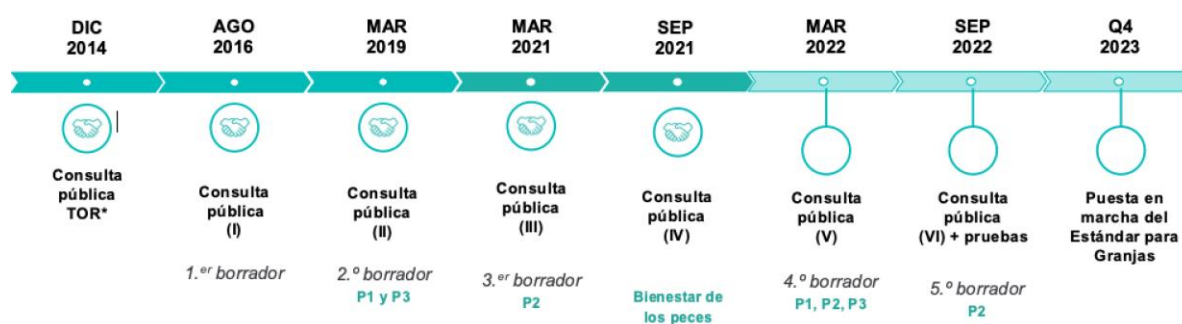 DIC
2014
AGO
2016
MAR
2019
MAR
2021
SEP
2021
MAR
2022
SEP
2022
Q4
2023
Consulta
pública
TOR*
Consulta
pública
(I)
1.er borrador
Consulta
pública
(II)
2.º borrador
P1 y P3
Consulta
pública
(III)
3.er borrador
P2
Consulta
pública
(IV)
Bienestar de
los peces
Consulta
pública
(V)
4.º borrador
P1, P2, P3
Consulta
pública
(VI) + pruebas
5.º borrador
P2
Puesta en
marcha del
Estándar para
Granjas